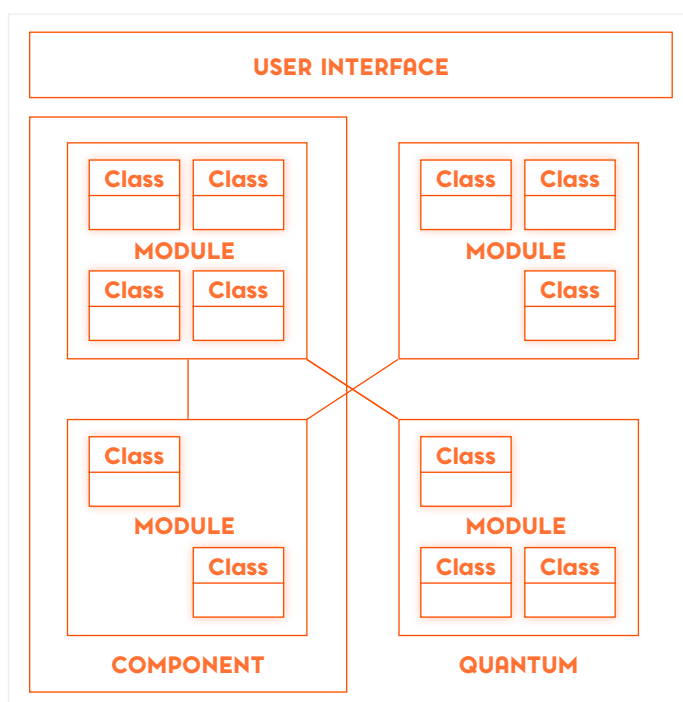 USER INTERFACE
Class Class
MODULE
Class Class
Class Class
MODULE
Class
Class
MODULE
Class
Class
MODULE
Class Class
COMPONENT
QUANTUM